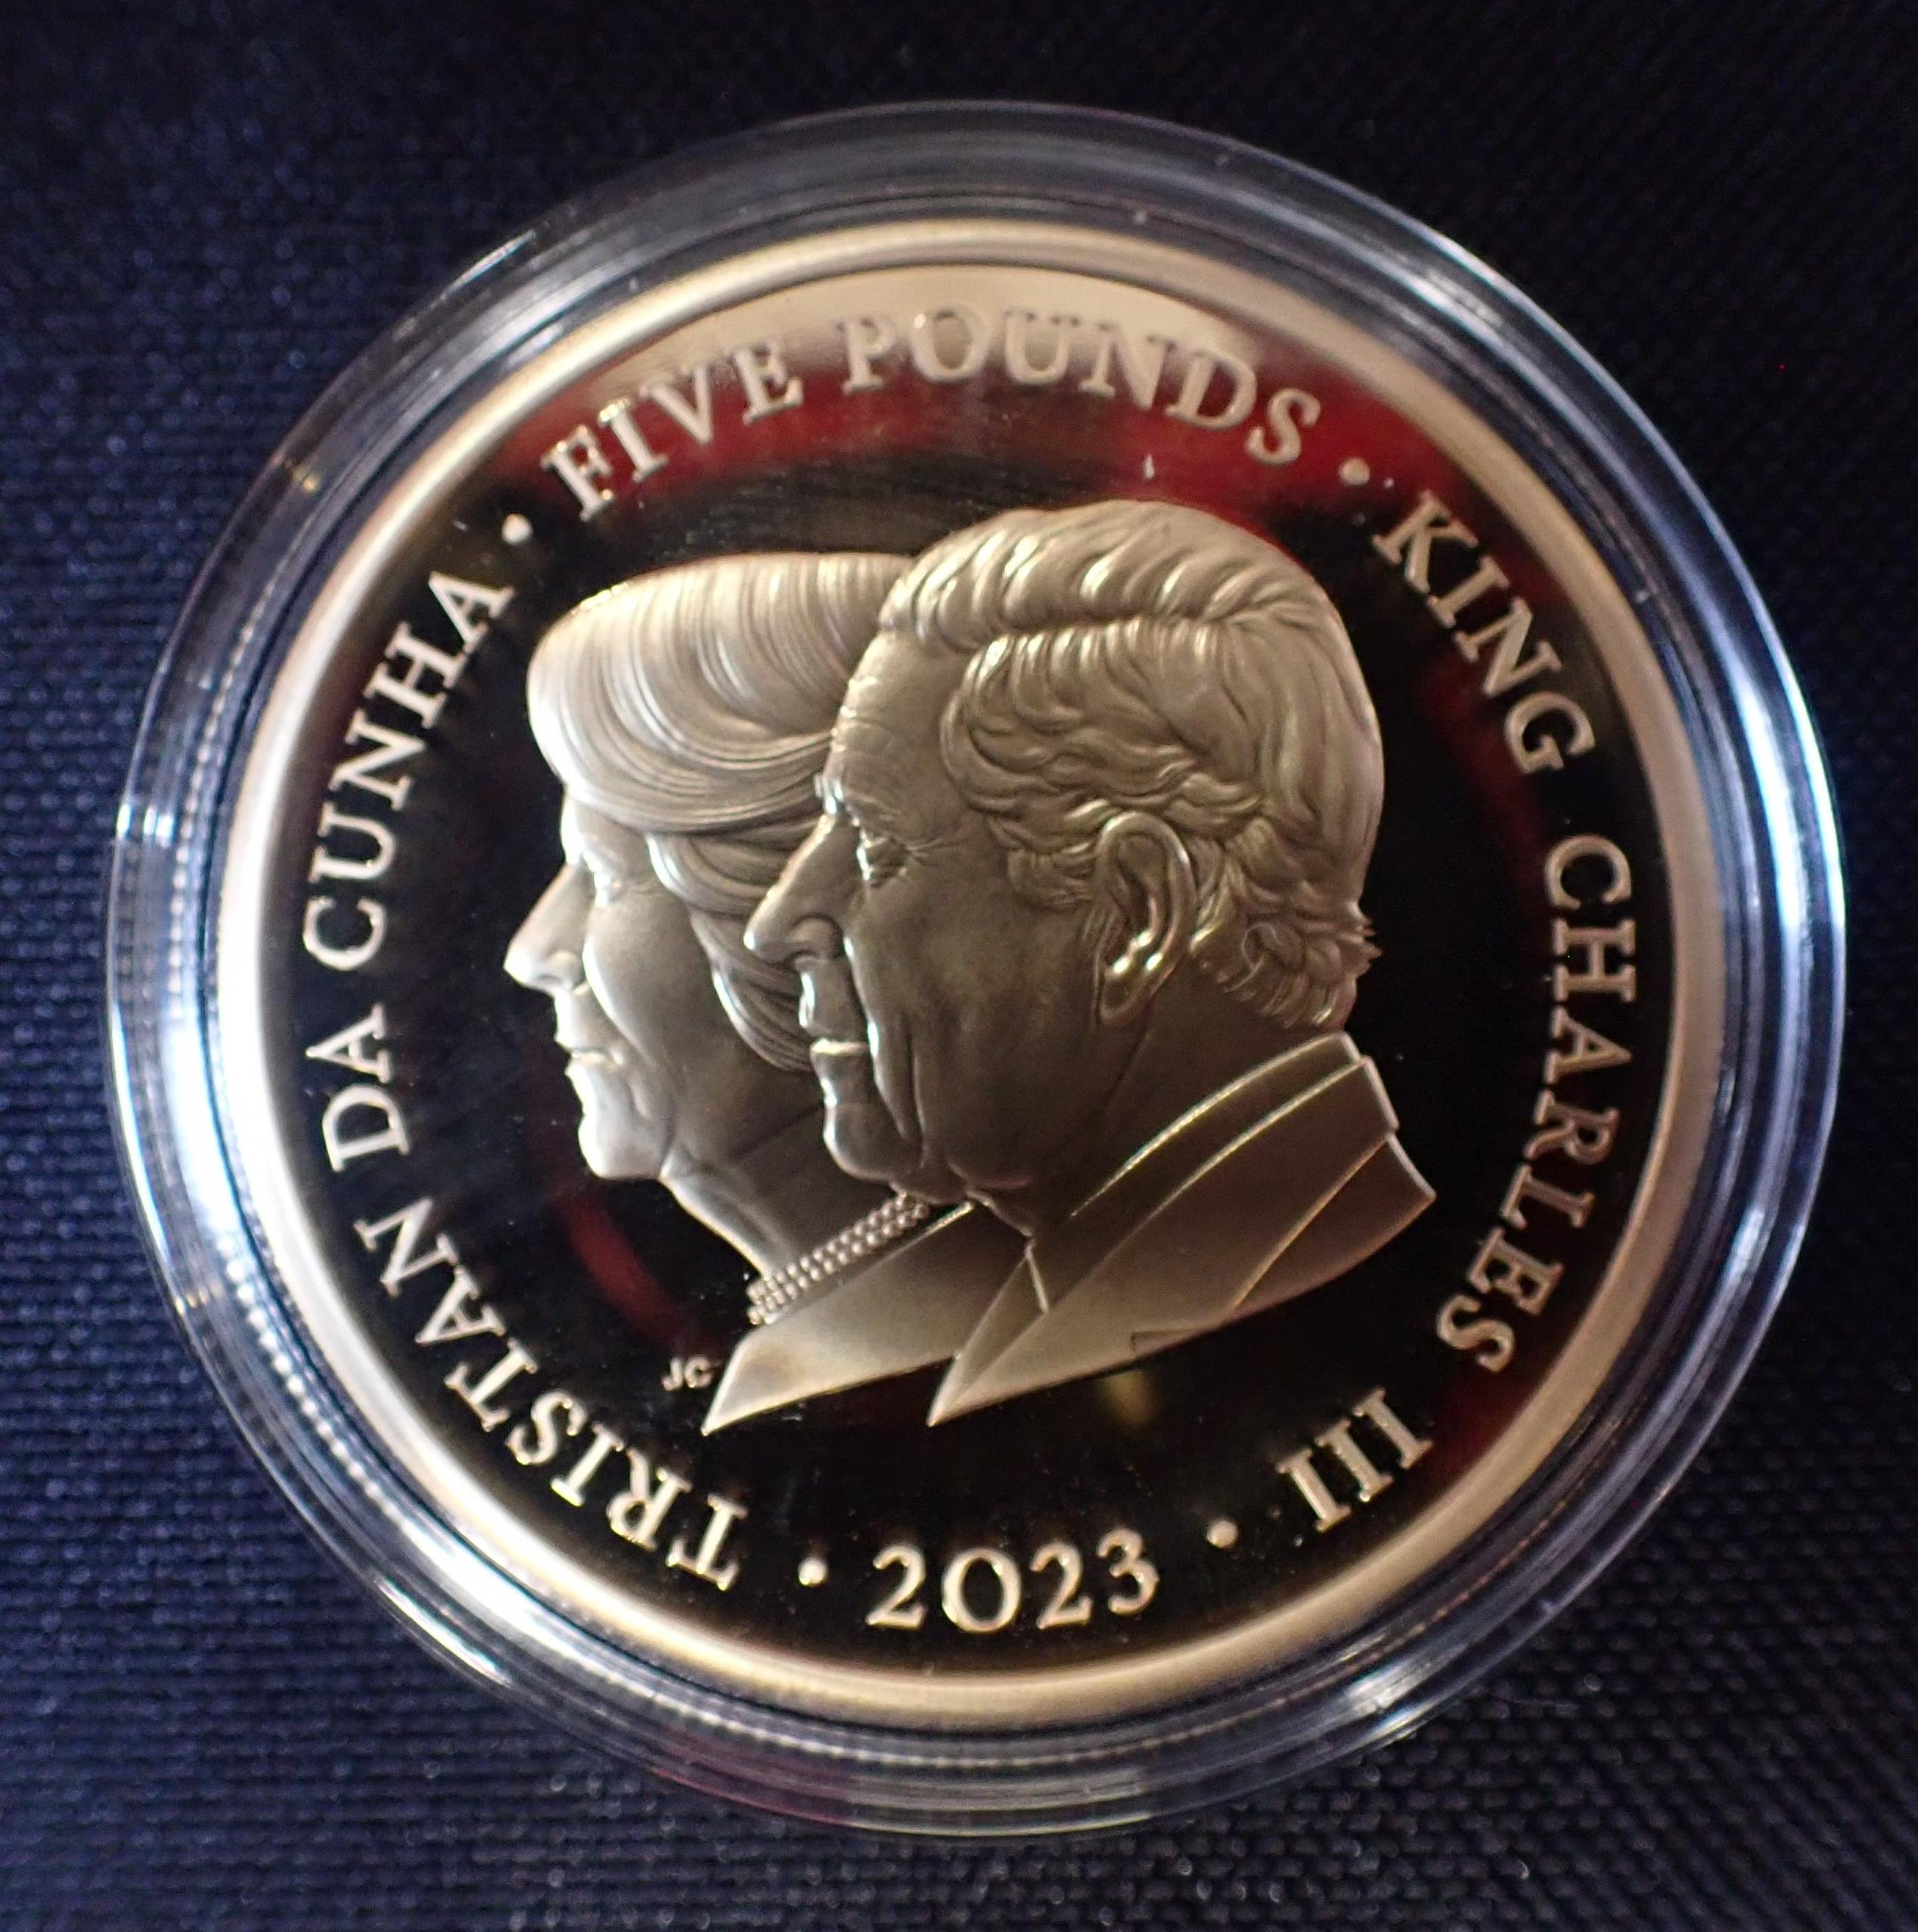 TRISTAN DA CUNHA • FIVE POUNDS • KING CHARLES III • 2023 •
JC